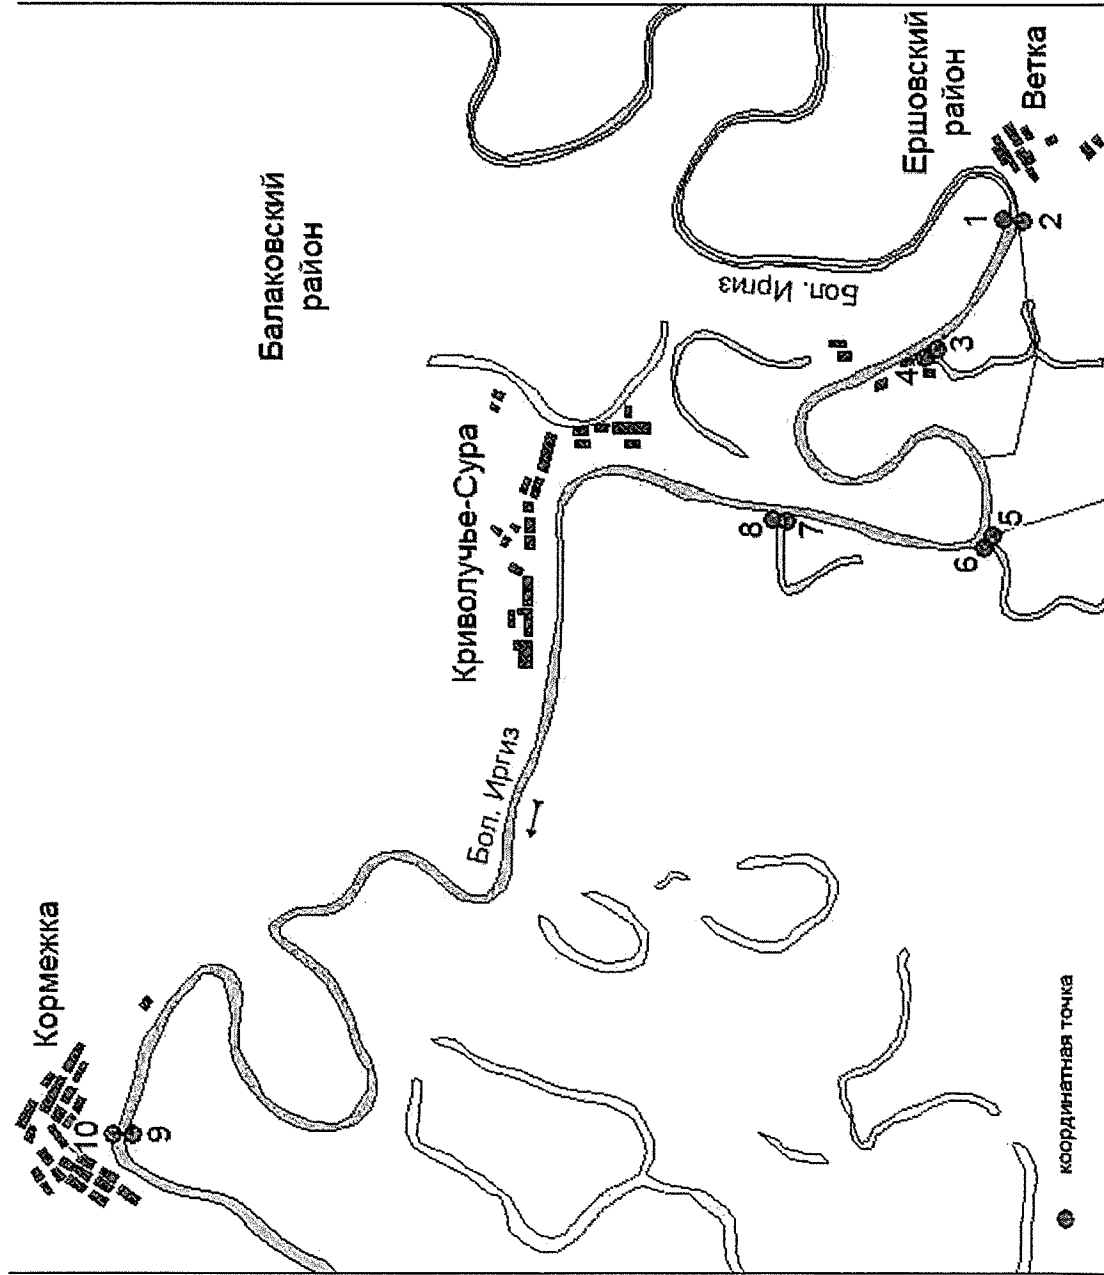 Кормежка
10
9
Балаковский
район
Криволучье-Сура
Бол. Иргиз
Бол. Иргиз
Ершовский
район
Ветка
8
7
6
5
4
3
1
2
координатная точка